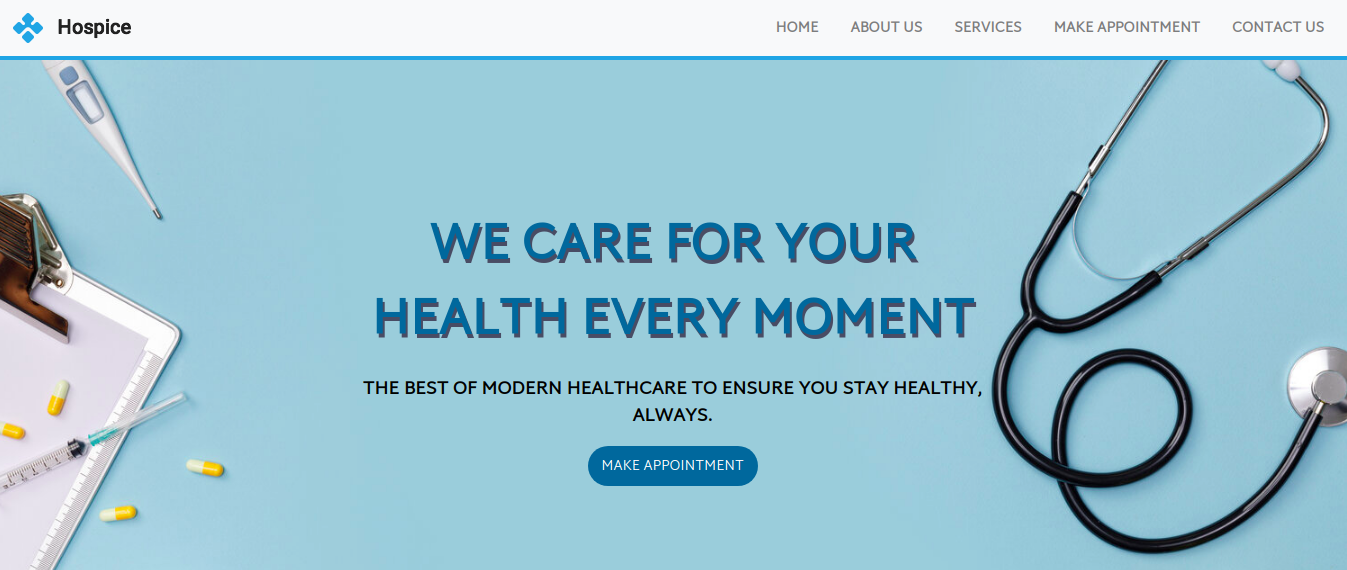 Hospice
HOME ABOUT US SERVICES MAKE APPOINTMENT CONTACT US
WE CARE FOR YOUR
HEALTH EVERY MOMENT
THE BEST OF MODERN HEALTHCARE TO ENSURE YOU STAY HEALTHY,
ALWAYS.
MAKE APPOINTMENT